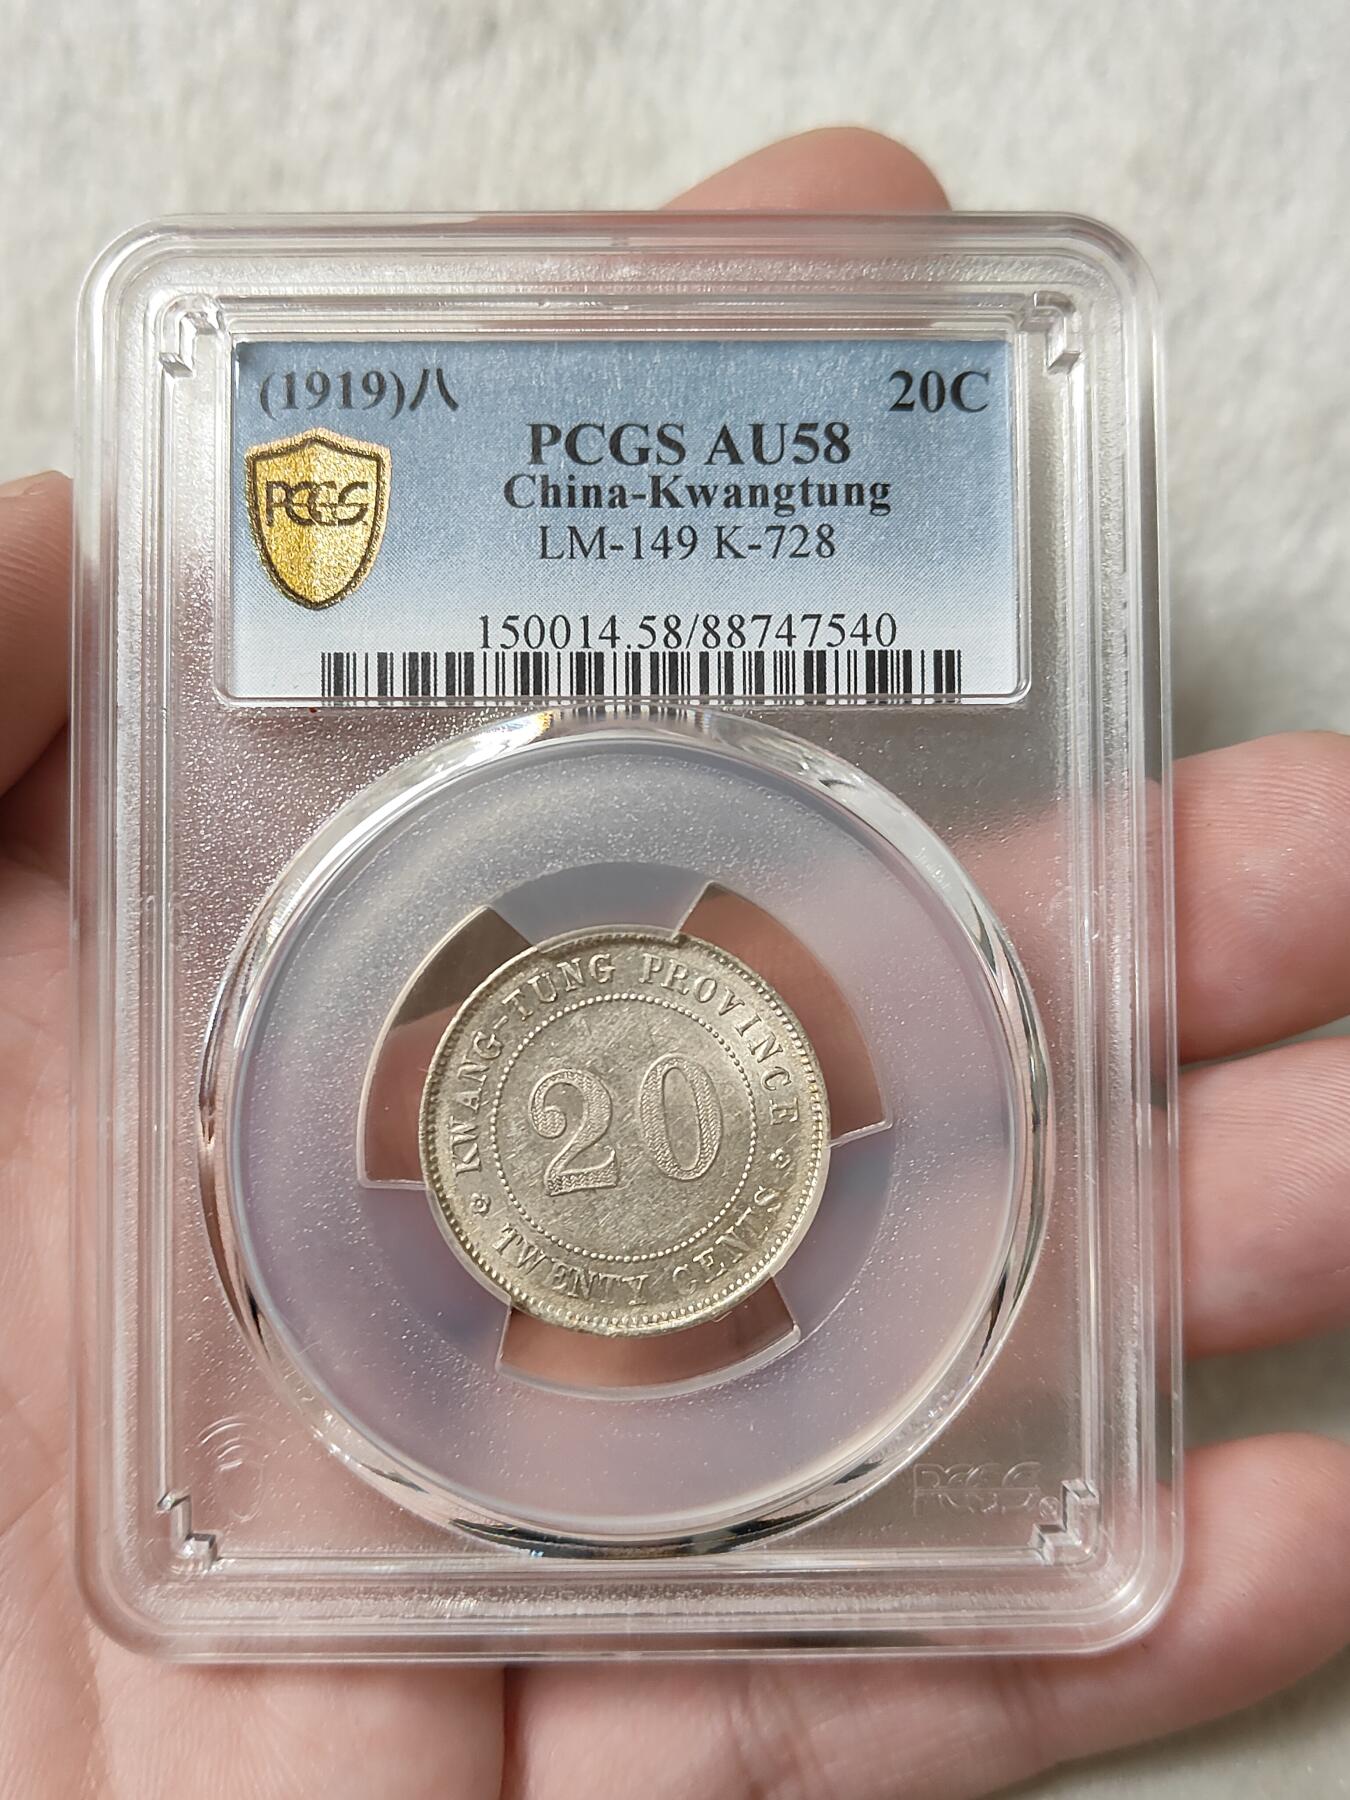 (1919)八 20C
PCGS AU58
China-Kwangtung
LM-149 K-728
PCGS
150014.58/88747540
KWANG-TUNG PROVINCE
20
TWENTY CENTS
PCGS